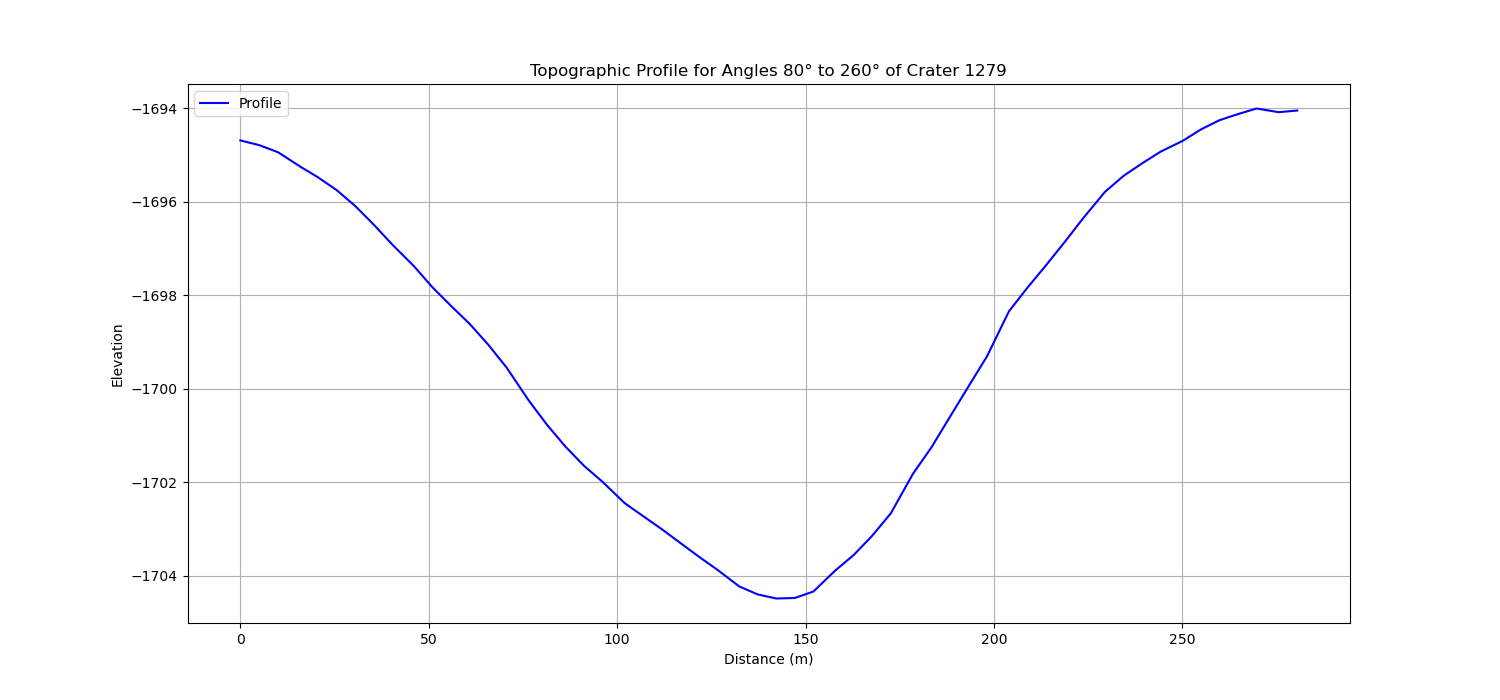 Topographic Profile for Angles 80° to 260° of Crater 1279
Profile
−1694
−1696
−1698
−1700
−1702
−1704
Elevation
0 50 100 150 200 250
Distance (m)